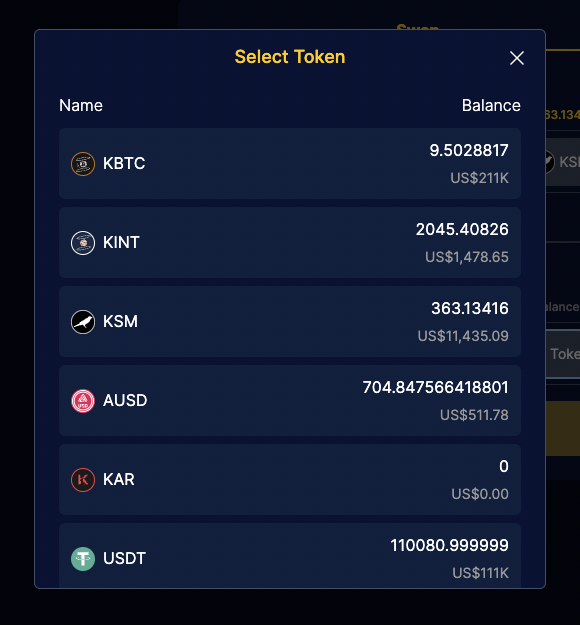 Swap
Select Token
Name Balance
KBTC 9.5028817
US$211K
KINT 2045.40826
US$1,478.65
KSM 363.13416
US$11,435.09
AUSD 704.847566418801
US$511.78
KAR 0
US$0.00
USDT 110080.999999
US$111K
63.134
KS
alance
Toke